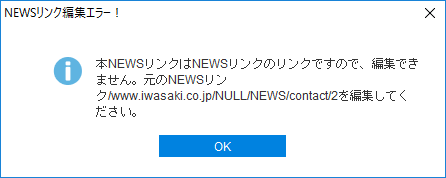 NEWSリンク編集エラー！
本NEWSリンクはNEWSリンクのリンクですので、編集でき
ません。元のNEWSリン
ク/www.iwasaki.co.jp/NULL/NEWS/contact/2を編集してく
ださい。
OK